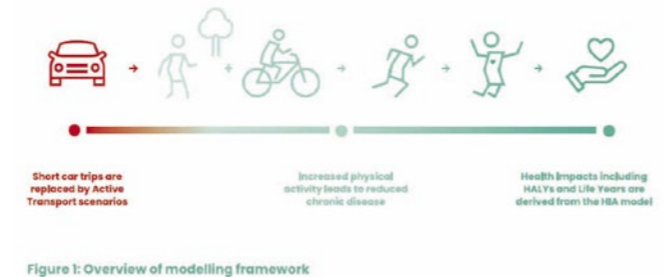 Short car trips are
replaced by Active
Transport scenarios
Increased physical
activity leads to reduced
chronic disease
Health Impacts including
HALYs and Life Years are
derived from the HIA model
Figure 1: Overview of modelling framework